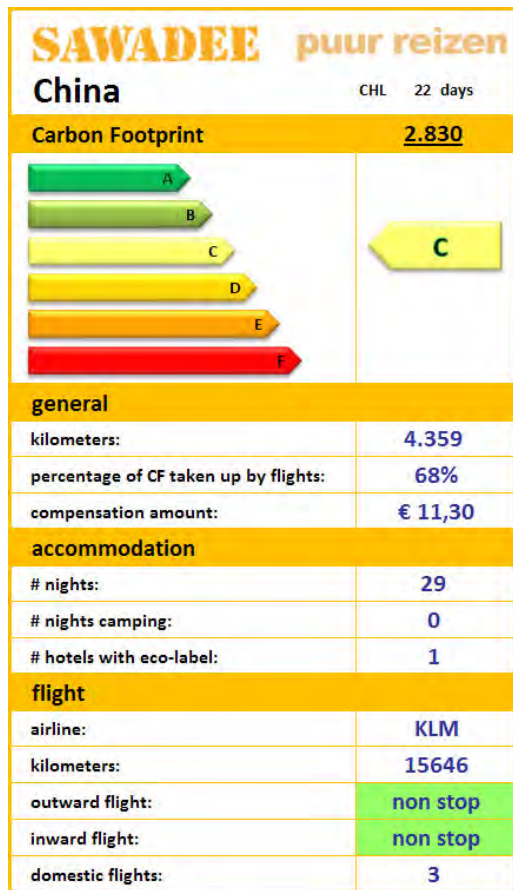 SAWADEE puur reizen
China CHL 22 days
Carbon Footprint 2.830
A
B
C C
D
E
F
general
kilometers: 4.359
percentage of CF taken up by flights: 68%
compensation amount: € 11,30
accommodation
# nights: 29
# nights camping: 0
# hotels with eco-label: 1
flight
airline: KLM
kilometers: 15646
outward flight: non stop
inward flight: non stop
domestic flights: 3